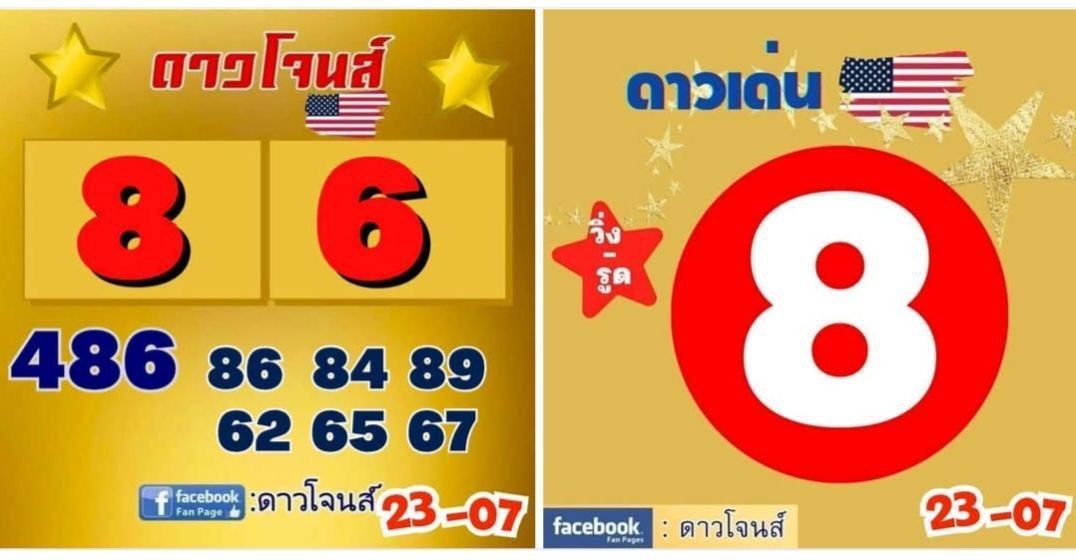 ดาวโจนส์
8 6
486 86 84 89
62 65 67
facebook
Fan Page
:ดาวโจนส์ 23-07
ดาวเด่น
วิ่ง
-
รูด
8
facebook.
Fan Pages
: ดาวโจนส์
23-07